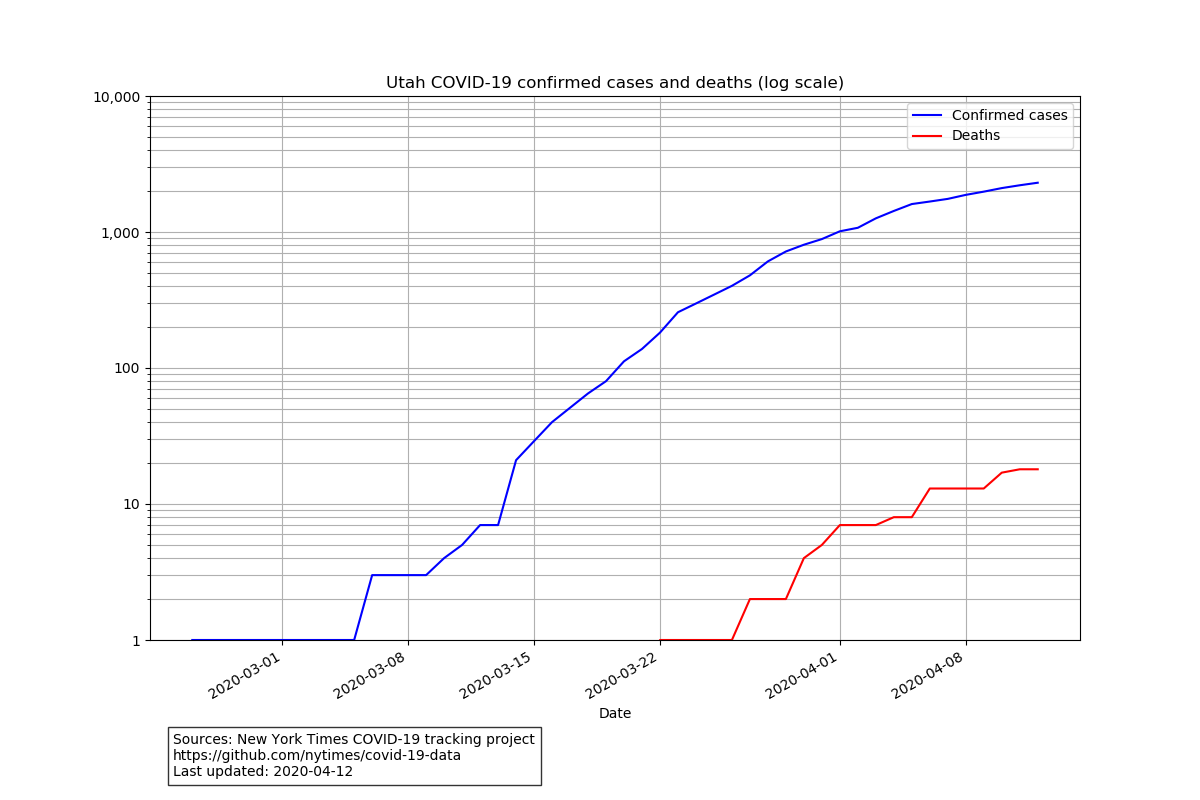 Utah COVID-19 confirmed cases and deaths (log scale)
10,000
1,000
100
10
1
Confirmed cases
Deaths
2020-03-01
2020-03-08
2020-03-15
2020-03-22
2020-04-01
2020-04-08
Date
Sources: New York Times COVID-19 tracking project
https://github.com/nytimes/covid-19-data
Last updated: 2020-04-12